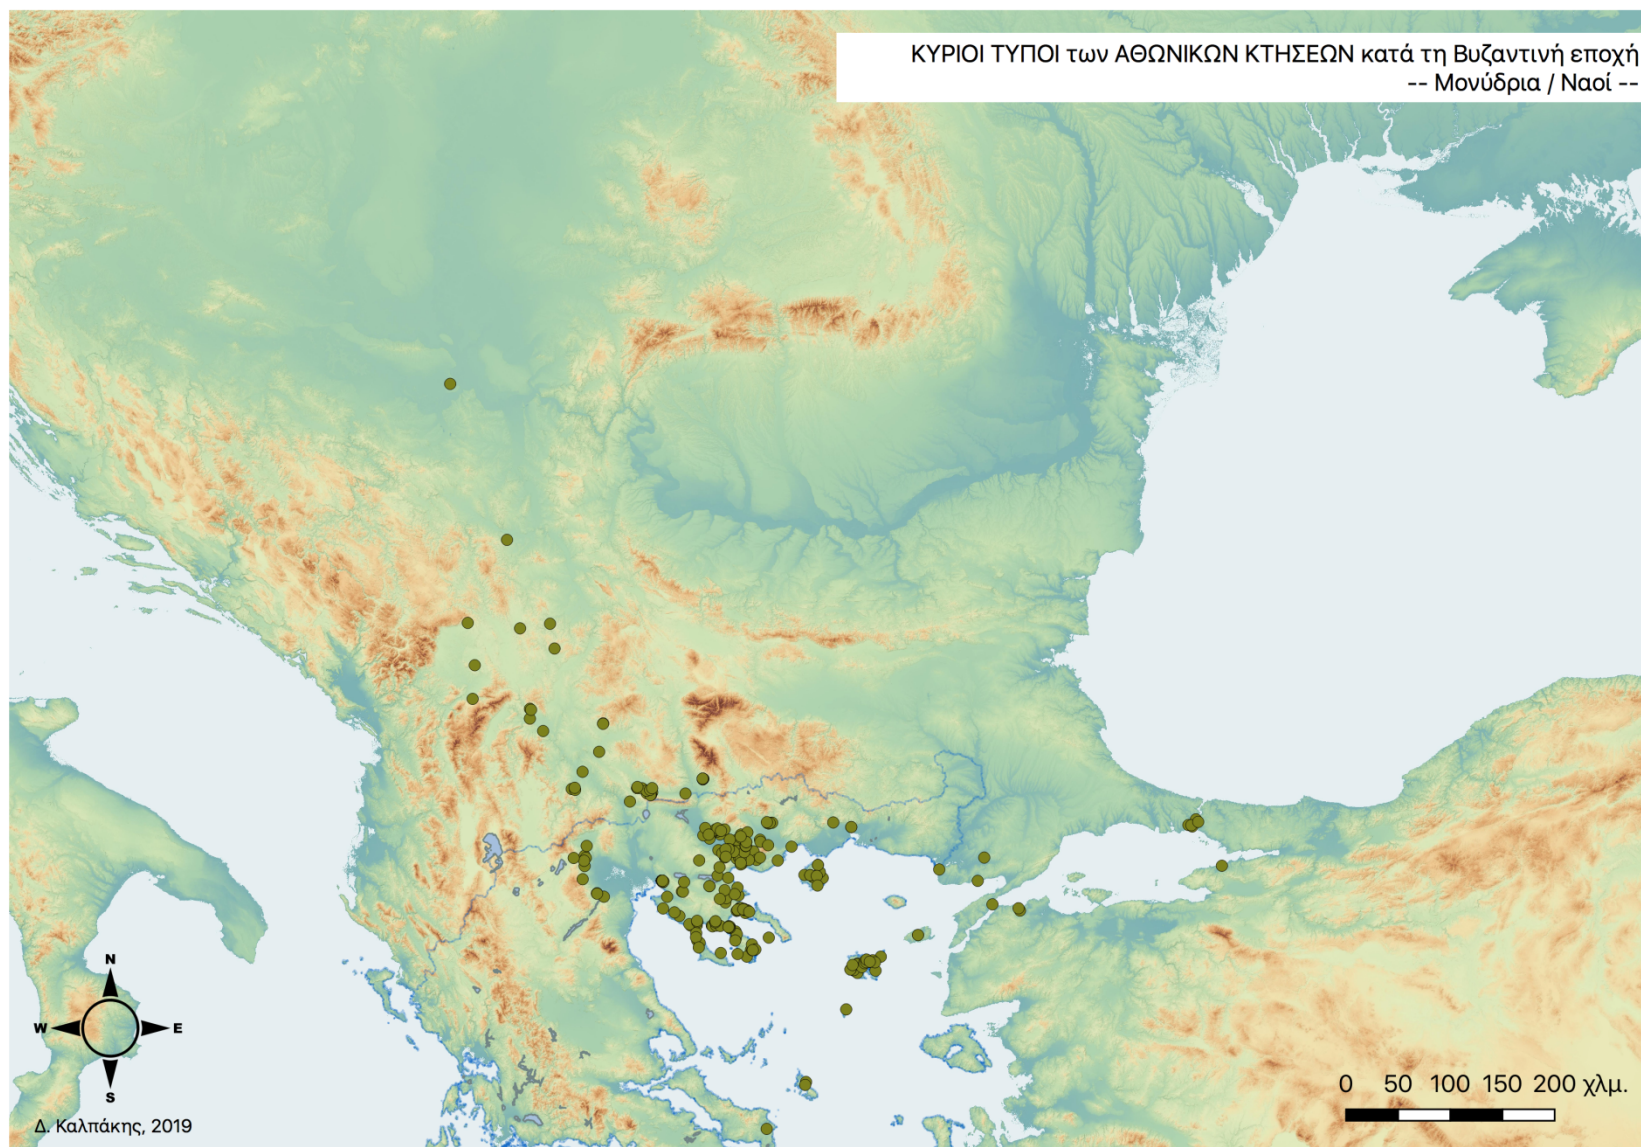 ΚΥΡΙΟΙ ΤΥΠΟΙ των ΑΘΩΝΙΚΩΝ ΚΤΗΣΕΩΝ κατά τη Βυζαντινή εποχή
-- Μονύδρια / Ναοί --
N
W E
S
0 50 100 150 200 χλμ.
Δ. Καλπάκης, 2019